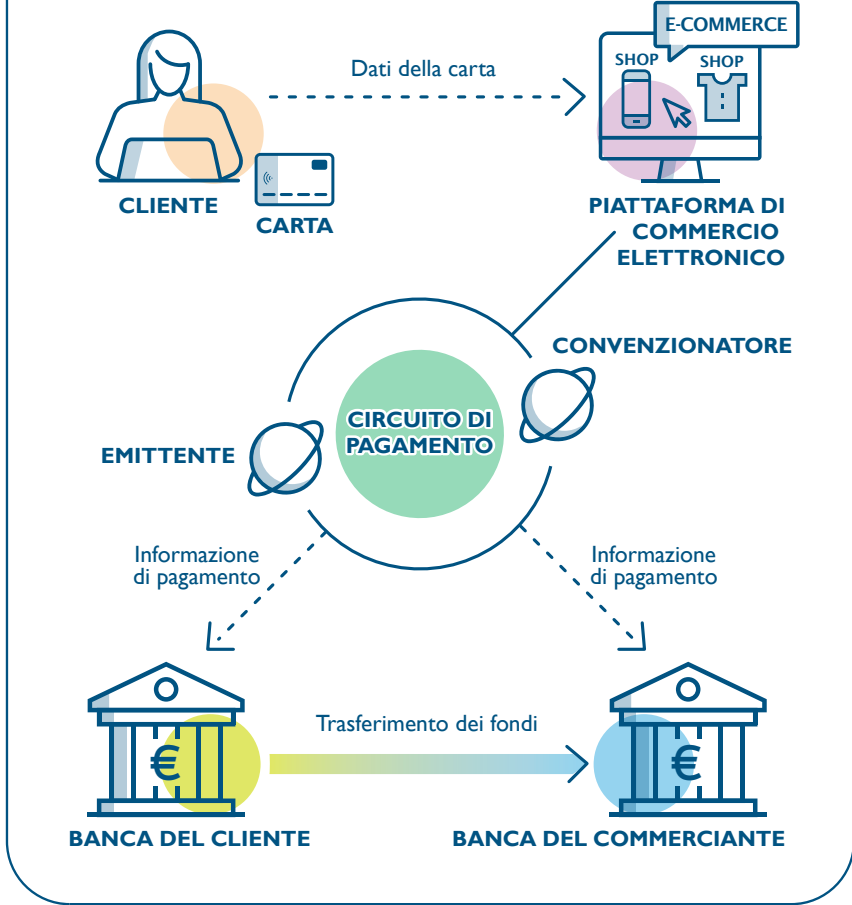 E-COMMERCE
SHOP
SHOP
Dati della carta
CLIENTE
CARTA
PIATTAFORMA DI
COMMERCIO
ELETTRONICO
CONVENZIONATORE
CIRCUITO DI
PAGAMENTO
EMITTENTE
Informazione
di pagamento
Informazione
di pagamento
Trasferimento dei fondi
€
€
BANCA DEL CLIENTE
BANCA DEL COMMERCIANTE